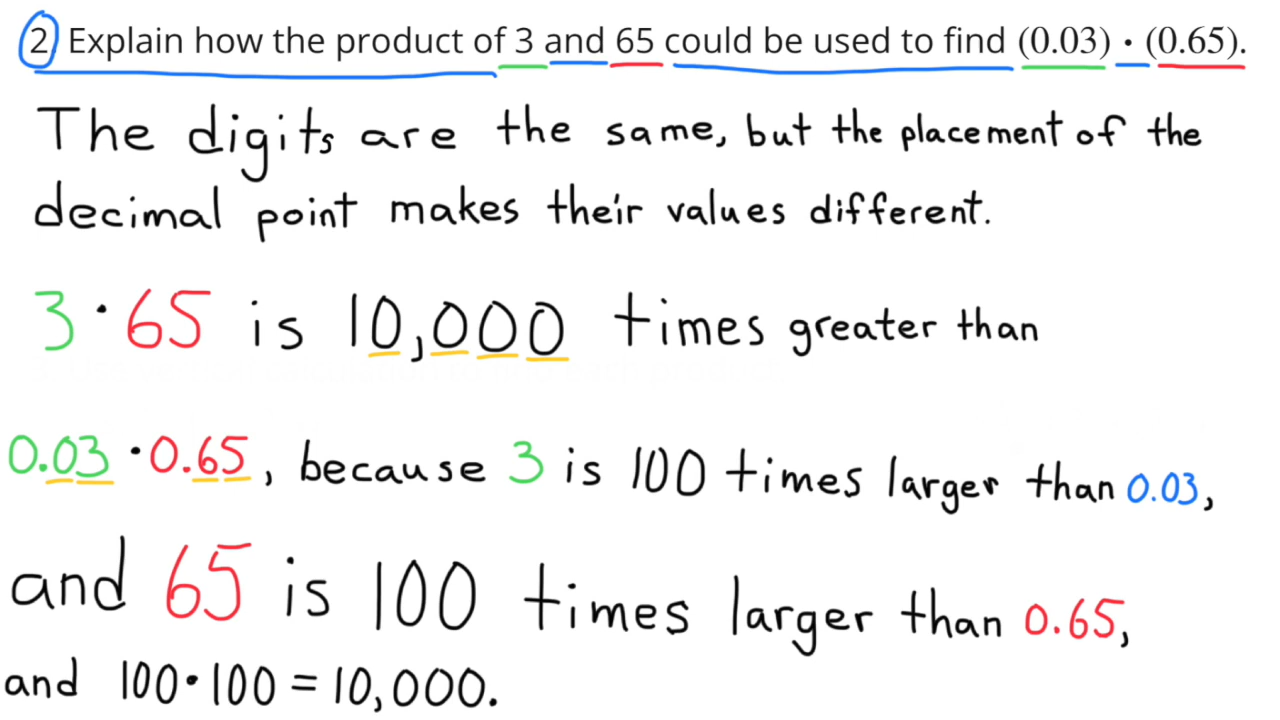 2 Explain how the product of 3 and 65 could be used to find (0.03) · (0.65).
The digits are the same, but the placement of the
decimal point makes their values different.
3 · 65 is 10,000 times greater than
0.03 · 0.65, because 3 is 100 times larger than 0.03,
and 65 is 100 times larger than 0.65,
and 100 · 100 = 10,000.